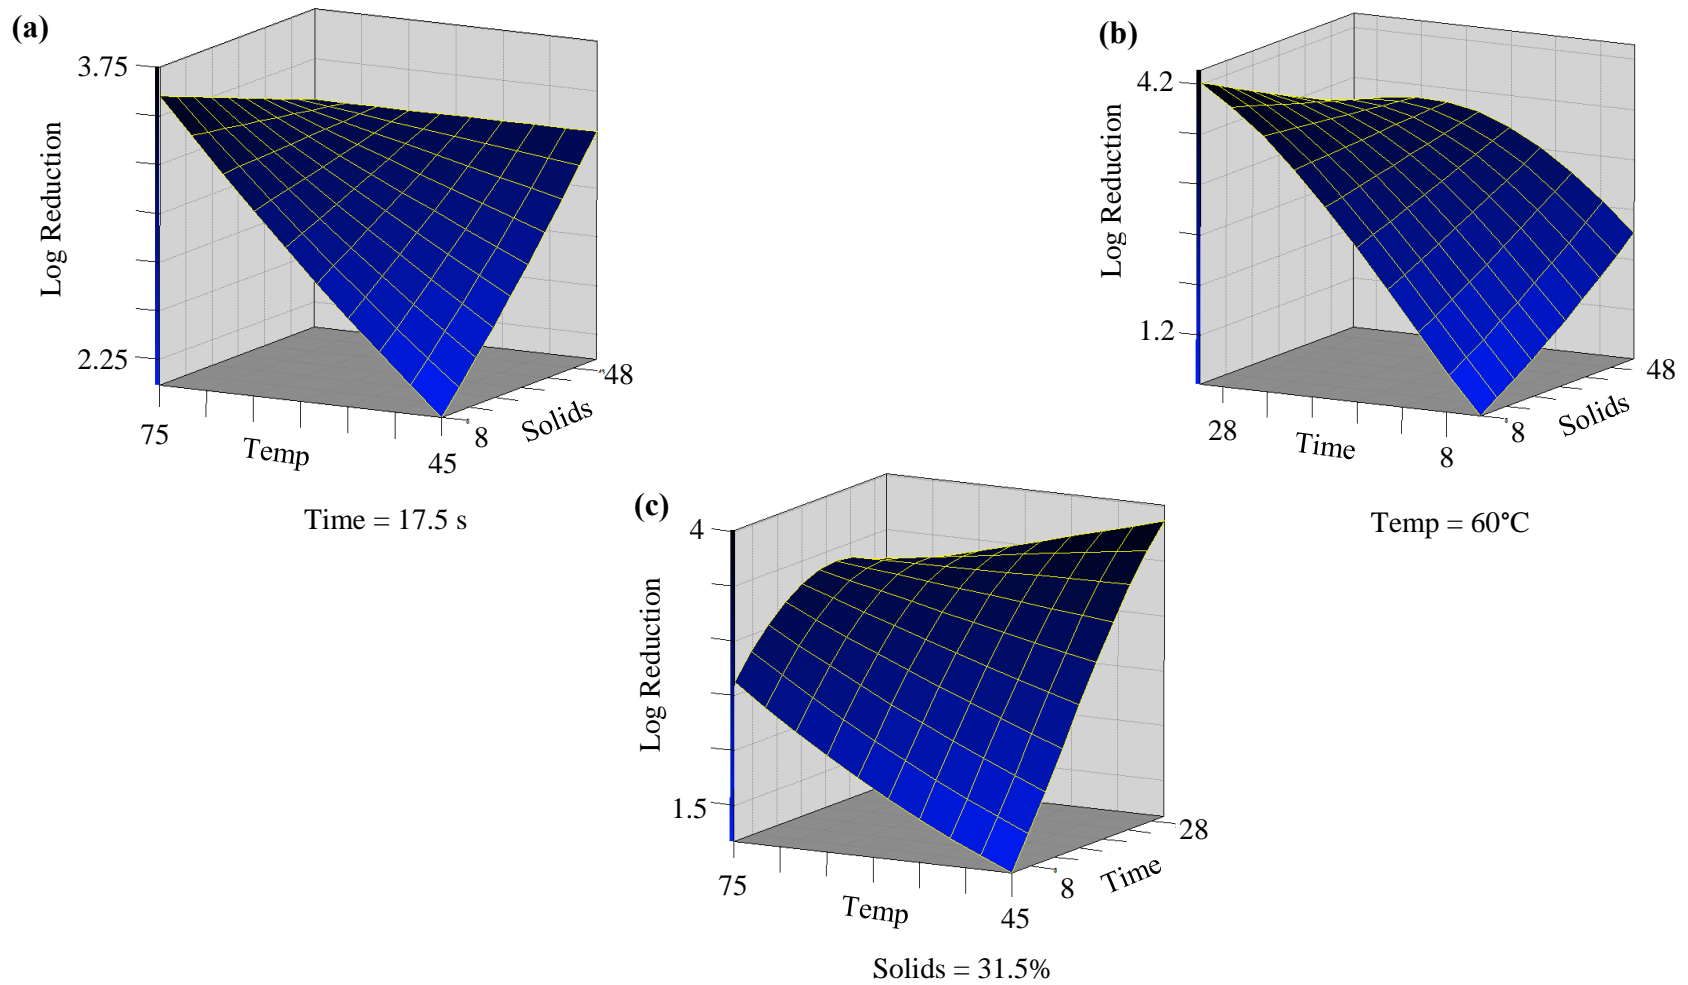 (a)
3.75
Log Reduction
2.25
75
Temp
45
8
Solids
48
Time = 17.5 s
(b)
4.2
Log Reduction
1.2
28
Time
8
8
Solids
48
Temp = 60°C
(c)
4
Log Reduction
1.5
75
Temp
45
8
Time
28
Solids = 31.5%